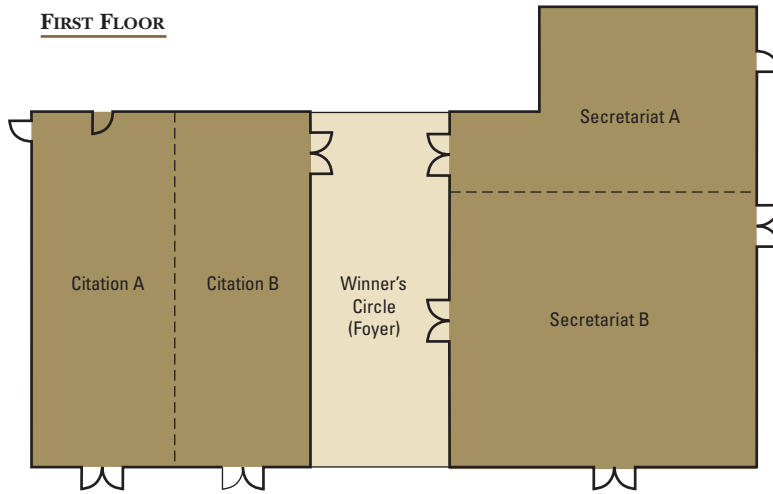 FIRST FLOOR
Secretariat A
Citation A
Citation B
Winner's
Circle
(Foyer)
Secretariat B